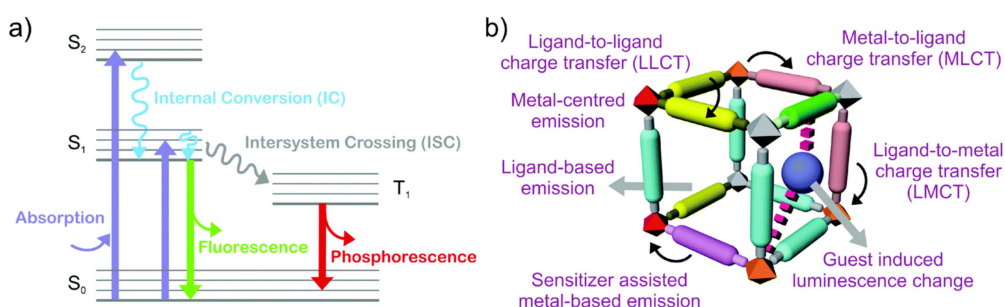 a)
S2
Internal Conversion (IC)
S1
Intersystem Crossing (ISC)
T1
Absorption
Fluorescence
Phosphorescence
S0
b)
Ligand-to-ligand
charge transfer (LLCT)
Metal-to-ligand
charge transfer (MLCT)
Metal-centred
emission
Ligand-based
emission
Ligand-to-metal
charge transfer
(LMCT)
Sensitizer assisted
metal-based emission
Guest induced
luminescence change